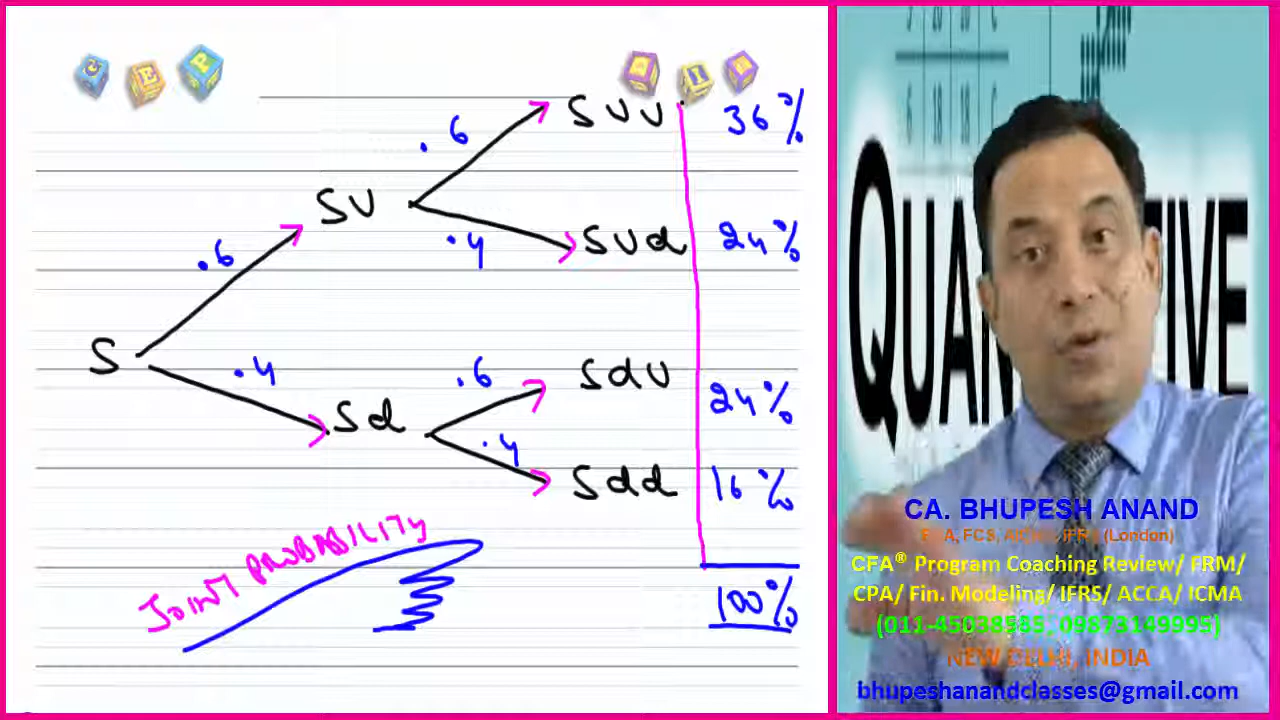 C E P
A I B
SUU 36%
.6
SU
.4 SUd 24%
.6
S
.4
.6 SdU 24%
Sd
.4 Sdd 16%
JOINT PROBABILITY
100%
QUANTITATIVE
CA. BHUPESH ANAND
CFA® Program Coaching Review/ FRM/
CPA/ Fin. Modeling/ IFRS/ ACCA/ ICMA
(011-45038585, 09873149995)
NEW DELHI, INDIA
bhupeshanandclasses@gmail.com